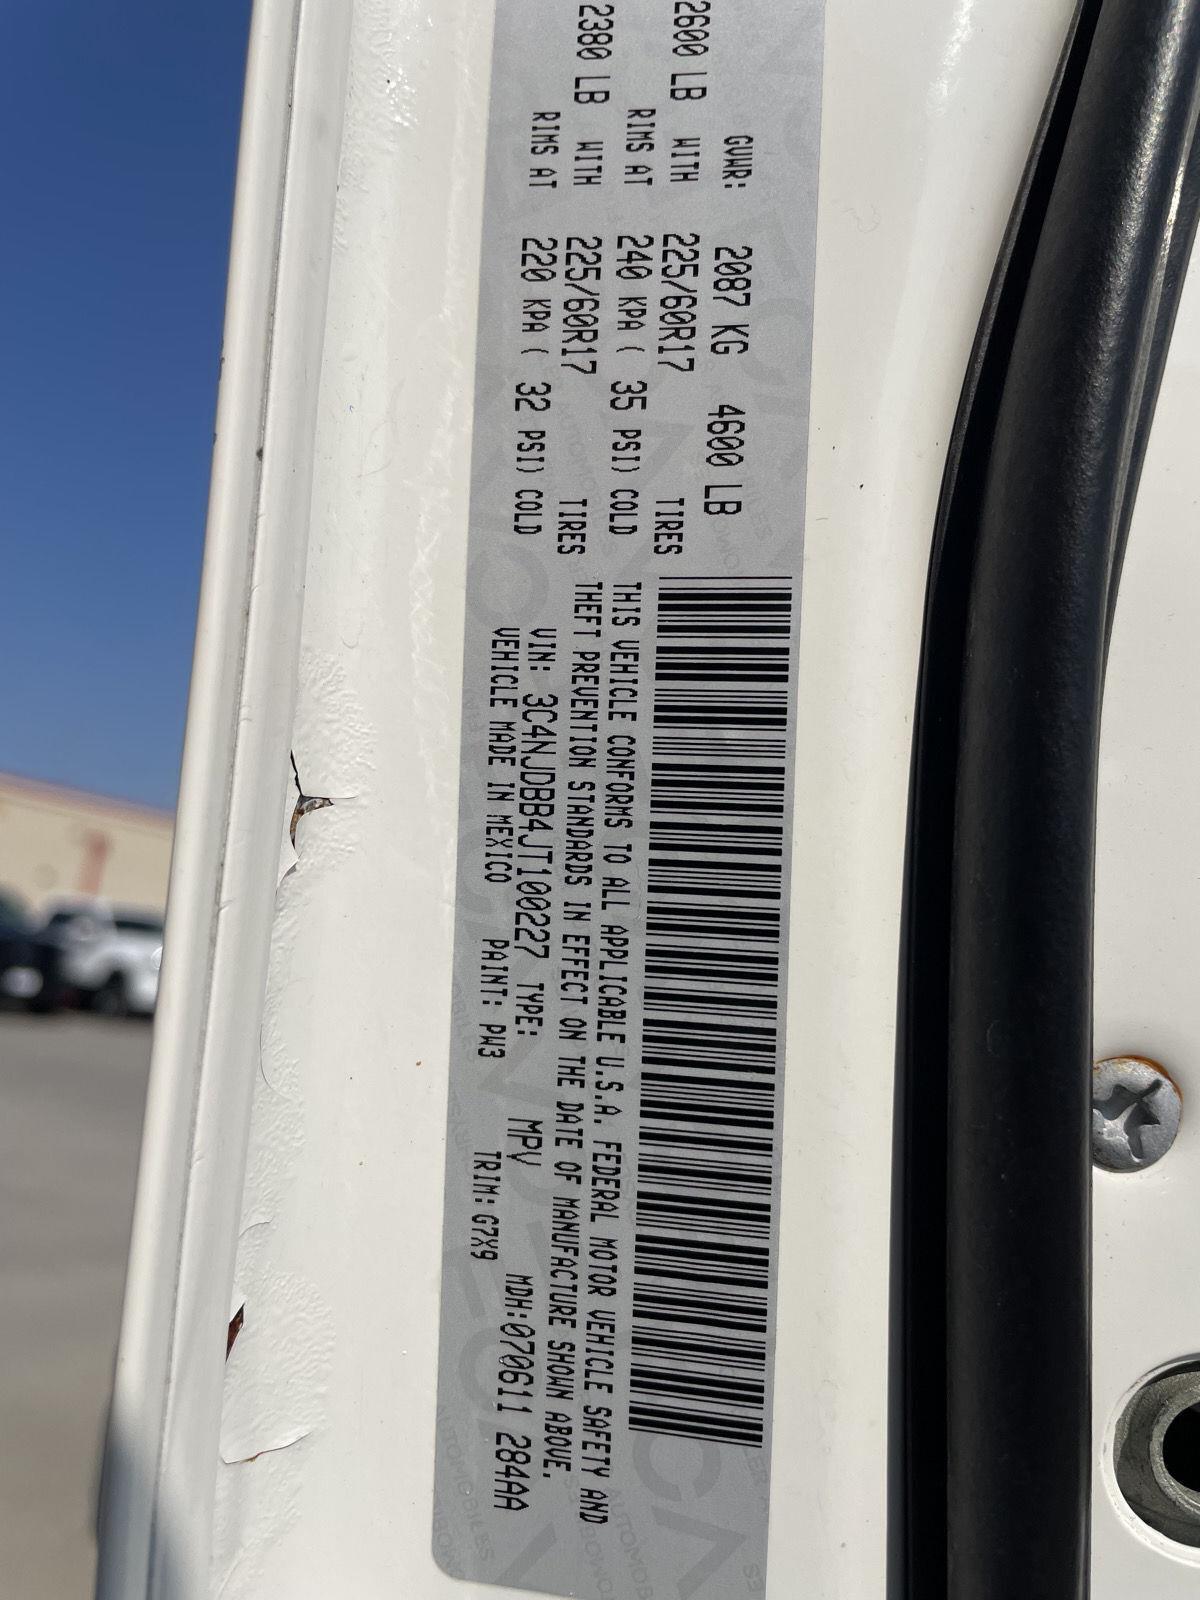 GVWR: 2087 KG 4600 LB
2600 LB WITH 225/60R17 TIRES
RIMS AT 240 KPA ( 35 PSI) COLD
2380 LB WITH 225/60R17 TIRES
RIMS AT 220 KPA ( 32 PSI) COLD
THIS VEHICLE CONFORMS TO ALL APPLICABLE U.S.A. FEDERAL MOTOR VEHICLE SAFETY AND
THEFT PREVENTION STANDARDS IN EFFECT ON THE DATE OF MANUFACTURE SHOWN ABOVE.
VIN: 3C4NJDBB4JT100227 TYPE: MPV MDH:070611 284AA
VEHICLE MADE IN MEXICO PAINT: PW3 TRIM: G7X9